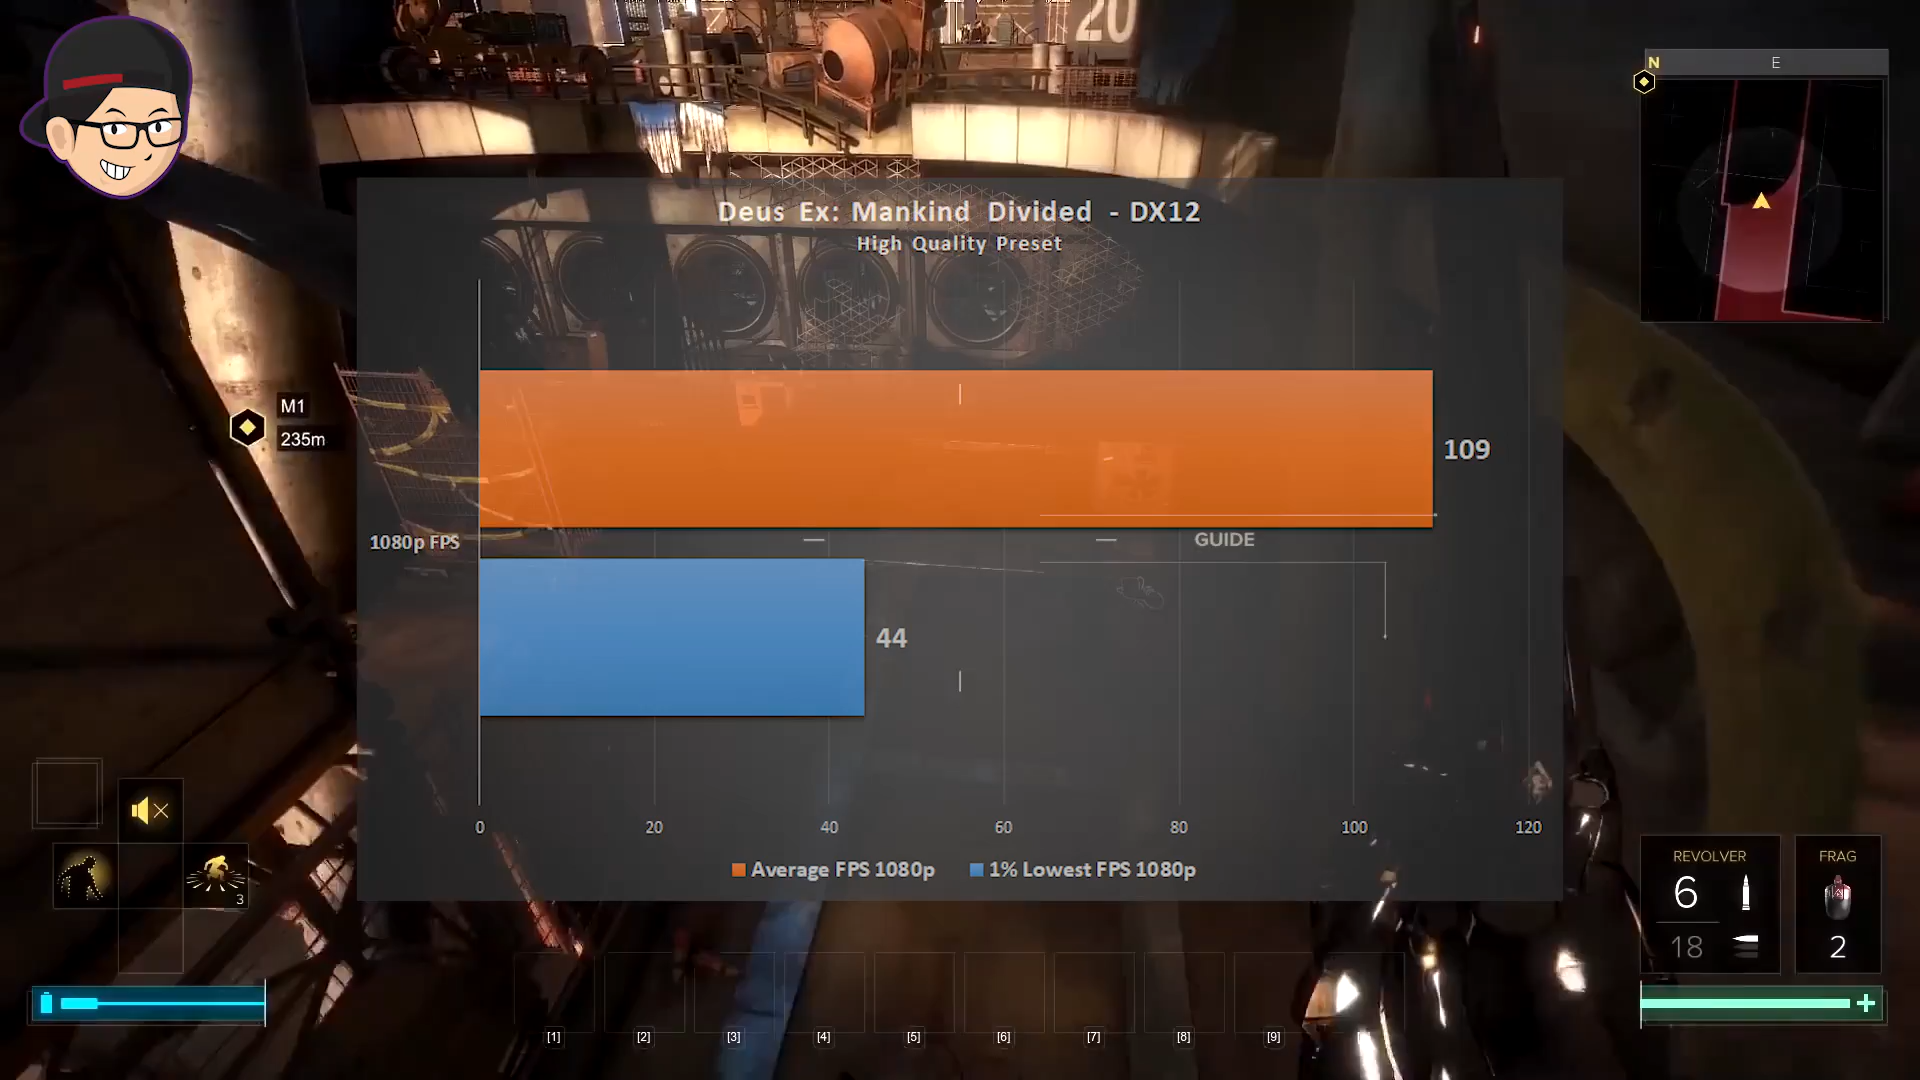 20
N
E
Deus Ex: Mankind Divided - DX12
High Quality Preset
M1
235m
109
1080p FPS
GUIDE
44
0
20
40
60
80
100
120
Average FPS 1080p
1% Lowest FPS 1080p
3
REVOLVER
6
18
FRAG
2
[1]
[2]
[3]
[4]
[5]
[6]
[7]
[8]
[9]